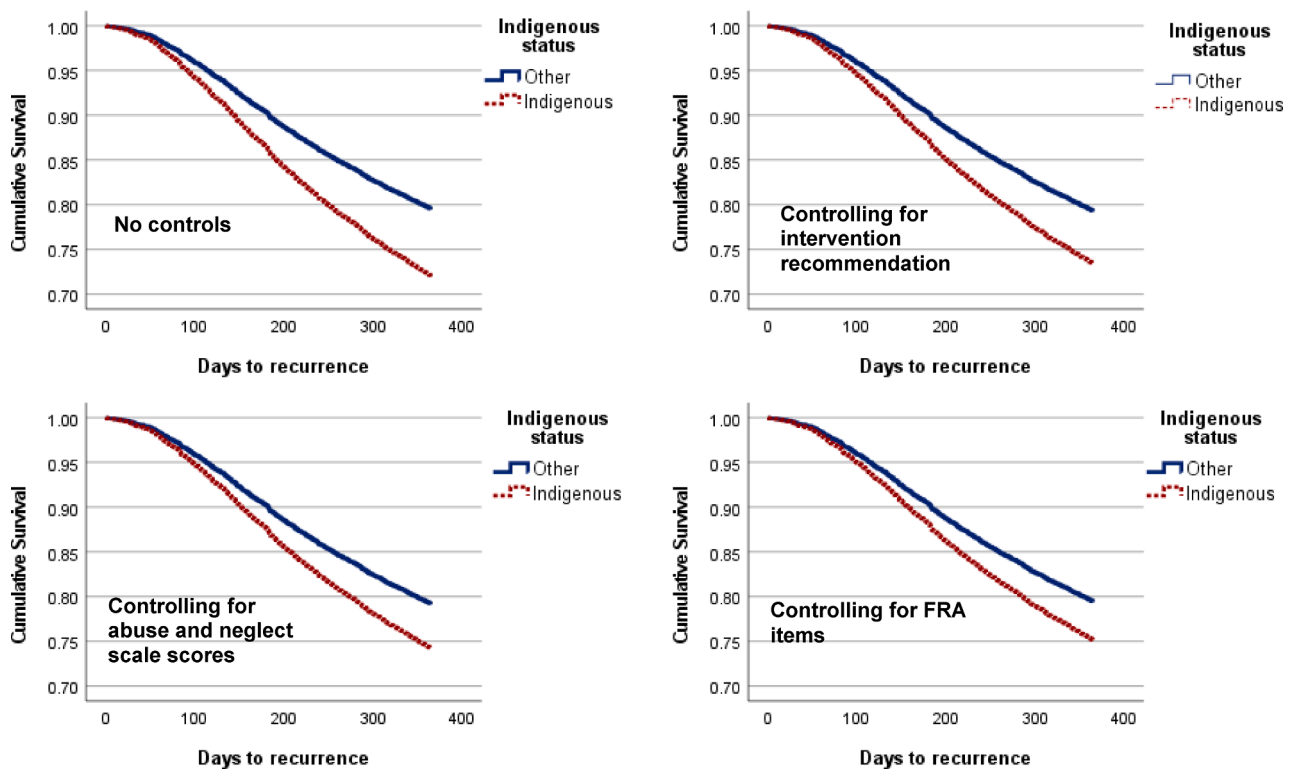 Cumulative Survival
1.00
0.95
0.90
0.85
0.80
0.75
0.70
0
100
200
300
400
Days to recurrence
No controls
Indigenous
status
Other
Indigenous
Cumulative Survival
1.00
0.95
0.90
0.85
0.80
0.75
0.70
0
100
200
300
400
Days to recurrence
Controlling for
intervention
recommendation
Indigenous
status
Other
Indigenous
Cumulative Survival
1.00
0.95
0.90
0.85
0.80
0.75
0.70
0
100
200
300
400
Days to recurrence
Controlling for
abuse and neglect
scale scores
Indigenous
status
Other
Indigenous
Cumulative Survival
1.00
0.95
0.90
0.85
0.80
0.75
0.70
0
100
200
300
400
Days to recurrence
Controlling for FRA
items
Indigenous
status
Other
Indigenous